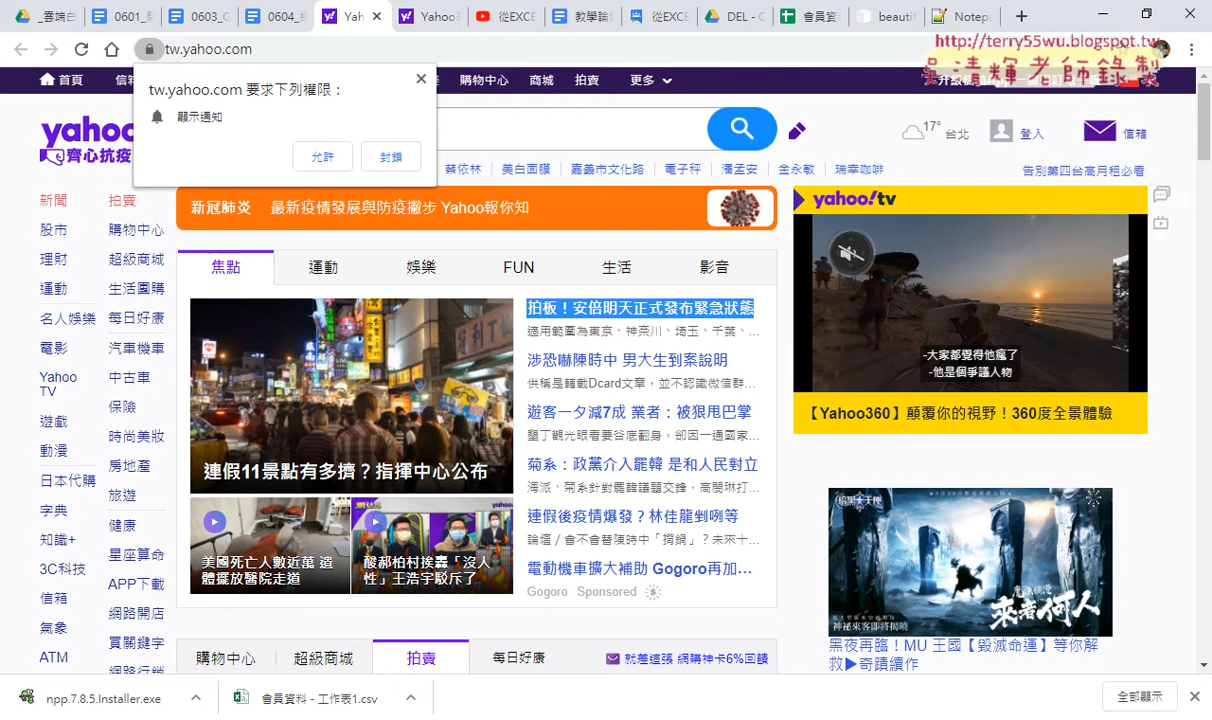 _雲端白
0601_
0603_G
0604_
Yah
Yahoo
從EXCE
教學論
從EXCE
DEL - G
會員資
beautif
Notep
tw.yahoo.com
http://terry55wu.blogspot.tw
吳清輝老師錄製
首頁
購物中心
商城
拍賣
更多
tw.yahoo.com 要求下列權限：
顯示通知
允許
封鎖
yahoo
齊心抗疫
17°
台北
登入
信箱
蔡依林
美白面膜
嘉義市文化路
電子秤
潘孟安
金永敏
瑞幸咖啡
告別第四台高月租必看
新聞
拍賣
股市
購物中心
理財
超級商城
運動
生活團購
名人娛樂
每日好康
電影
汽車機車
Yahoo TV
中古車
保險
遊戲
時尚美妝
動漫
房地產
日本代購
旅遊
字典
健康
知識+
星座算命
3C科技
APP下載
信箱
網路開店
氣象
買關鍵字
ATM
網路行銷
新冠肺炎
最新疫情發展與防疫撇步 Yahoo報你知
焦點
運動
娛樂
FUN
生活
影音
連假11景點有多擠？指揮中心公布
美國死亡人數近萬 遺體擺放醫院走道
酸郝柏村挨轟「沒人性」王浩宇駁斥了
拍板！安倍明天正式發布緊急狀態
適用範圍為東京、神奈川、埼玉、千葉、...
涉恐嚇陳時中 男大生到案說明
供稱是轉載Dcard文章，並不認識微信群...
遊客一夕減7成 業者：被狠甩巴掌
墾丁觀光眼看要谷底翻身，卻因一通國家...
菊系：政黨介入罷韓 是和人民對立
海派、菊系針對罷韓議題交鋒，高閔琳打...
連假後疫情爆發？林佳龍剉咧等
論壇／會不會替陳時中「揹鍋」？未來十...
電動機車擴大補助 Gogoro再加...
Gogoro
Sponsored
yahoo!tv
-大家都覺得他瘋了
-他是個爭議人物
【Yahoo360】顛覆你的視野！360度全景體驗
來者何人
神祕來客即將揭曉
黑夜再臨！MU 王國【毀滅命運】等你解
救▶奇蹟續作
購物中心
超級商城
拍賣
每日好康
就差這張 網購神卡6%回饋
npp.7.8.5.Installer.exe
會員資料 - 工作表1.csv
全部顯示